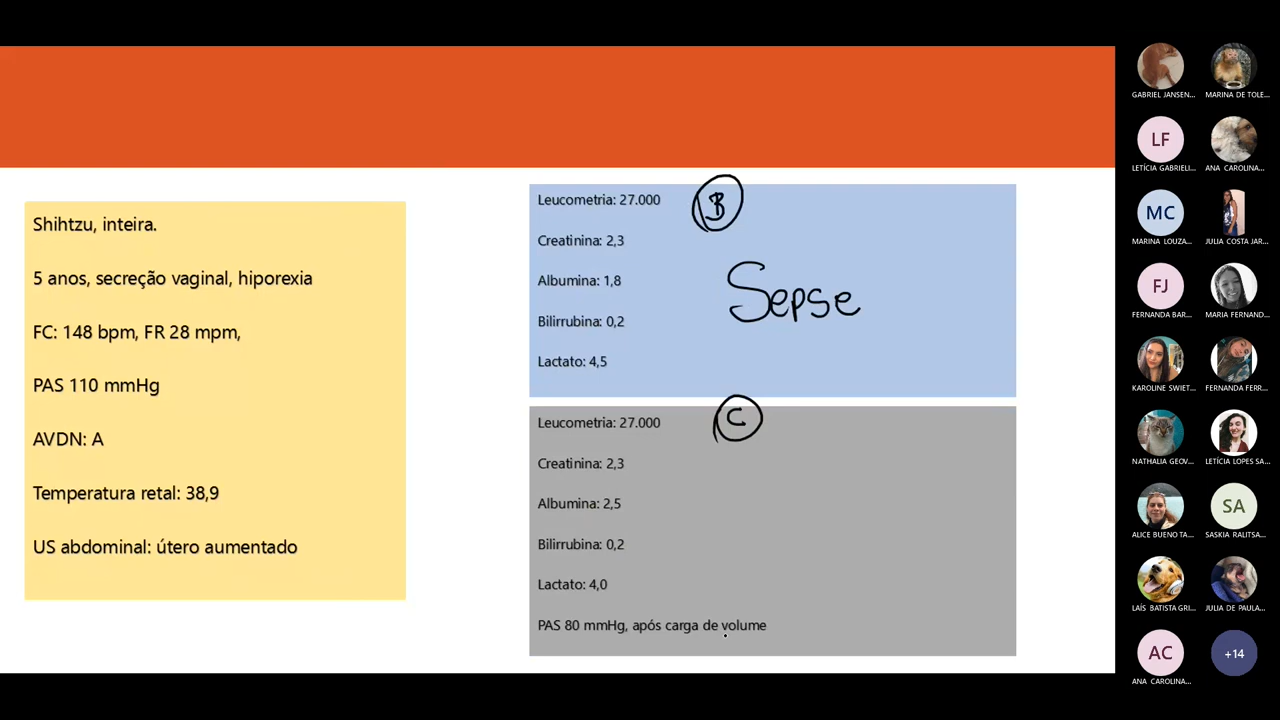 Shihtzu, inteira.
5 anos, secreção vaginal, hiporexia
FC: 148 bpm, FR 28 mpm,
PAS 110 mmHg
AVDN: A
Temperatura retal: 38,9
US abdominal: útero aumentado
Leucometria: 27.000
B
Creatinina: 2,3
Albumina: 1,8
Sepse
Bilirrubina: 0,2
Lactato: 4,5
Leucometria: 27.000
C
Creatinina: 2,3
Albumina: 2,5
Bilirrubina: 0,2
Lactato: 4,0
PAS 80 mmHg, após carga de volume
GABRIEL JANSEN...
MARINA DE TOLE...
LF
LETÍCIA GABRIELI...
ANA CAROLINA...
MC
MARINA LOUZA...
JULIA COSTA JAR...
FJ
FERNANDA BAR...
MARIA FERNAND...
KAROLINE SWIET...
FERNANDA FERR...
NATHALIA GEOV...
LETÍCIA LOPES SA...
ALICE BUENO TA...
SA
SASKIA RALITSA...
LAÍS BATISTA GRI...
JULIA DE PAULA...
AC
ANA CAROLINA...
+14